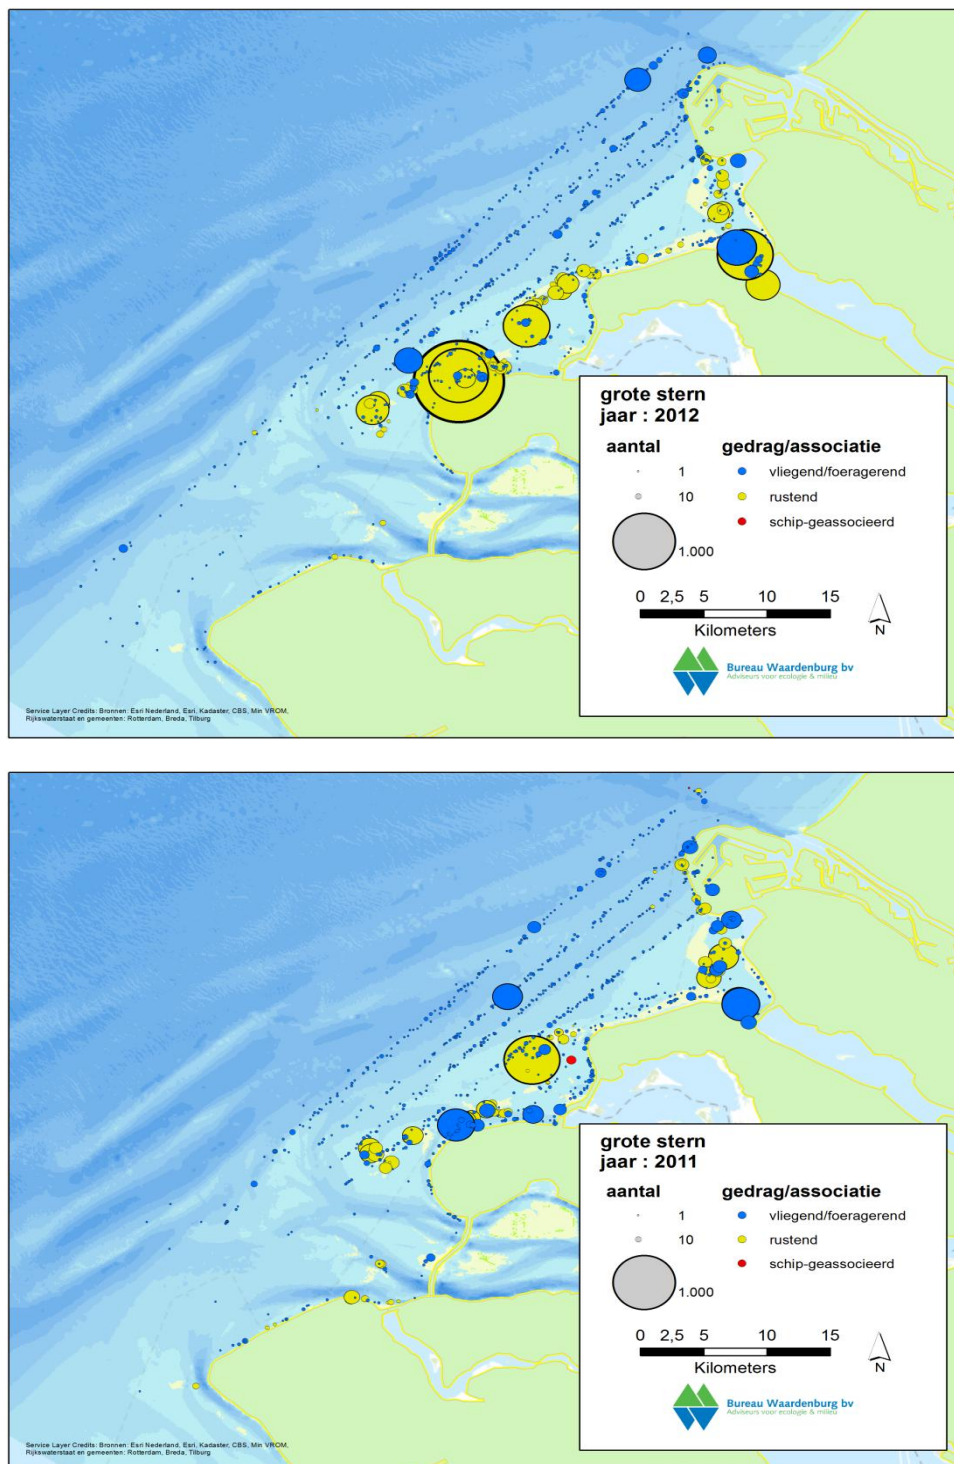 grote stern
jaar : 2012
aantal
gedrag/associatie
1
vliegend/foeragerend
10
rustend
schip-geassocieerd
1.000
0 2,5 5 10 15
Kilometers
N
Bureau Waardenburg bv
Adviseurs voor ecologie & milieu
Service Layer Credits: Bronnen: Esri Nederland, Esri, Kadaster, CBS, Min VROM,
Rijkswaterstaat en gemeenten: Rotterdam, Breda, Tilburg
grote stern
jaar : 2011
aantal
gedrag/associatie
1
vliegend/foeragerend
10
rustend
schip-geassocieerd
1.000
0 2,5 5 10 15
Kilometers
N
Bureau Waardenburg bv
Adviseurs voor ecologie & milieu
Service Layer Credits: Bronnen: Esri Nederland, Esri, Kadaster, CBS, Min VROM,
Rijkswaterstaat en gemeenten: Rotterdam, Breda, Tilburg